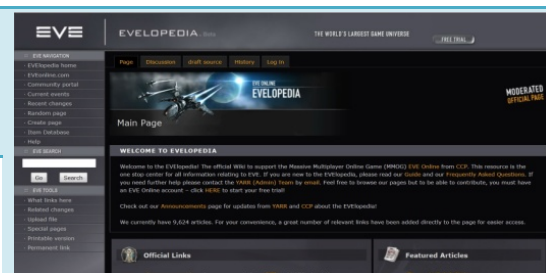 EVE
EVELOPEDIA Beta
THE WORLD'S LARGEST GAME UNIVERSE
FREE TRIAL
EVE NAVIGATION
EVElopedia home
EVEonline.com
Community portal
Current events
Recent changes
Random page
Create page
Item Database
Help
EVE SEARCH
Go
Search
EVE TOOLS
What links here
Related changes
Upload file
Special pages
Printable version
Permanent link
Page
Discussion
draft source
History
Log in
EVE ONLINE
EVELOPEDIA
MODERATED
OFFICIAL PAGE
Main Page
WELCOME TO EVELOPEDIA
Welcome to the EVElopedia! The official Wiki to support the Massive Multiplayer Online Game (MMOG) EVE Online from CCP. This resource is the
one stop center for all information relating to EVE. If you are new to the EVElopedia, please read our Guide and our Frequently Asked Questions. If
you need further help please contact the YARR (Admin) Team by email. Feel free to browse our pages but to be able to contribute, you must have
an EVE Online account – click HERE to start your free trial!
Check out our Announcements page for updates from YARR and CCP about the EVElopedia!
We currently have 9,624 articles. For your convenience, a great number of relevant links have been added directly to the page for easier access.
Official Links
Featured Articles